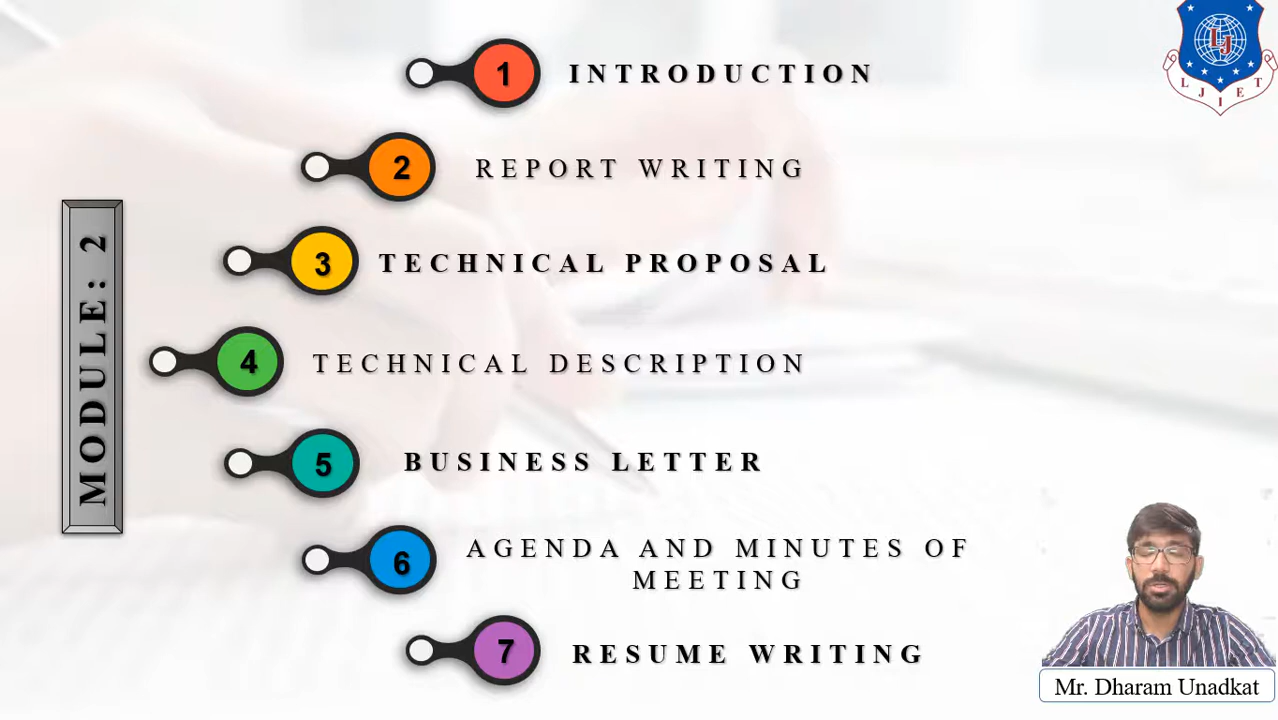 1 INTRODUCTION
2 REPORT WRITING
3 TECHNICAL PROPOSAL
MODULE: 2
4 TECHNICAL DESCRIPTION
5 BUSINESS LETTER
6 AGENDA AND MINUTES OF
MEETING
7 RESUME WRITING
LJ
LJIET
Mr. Dharam Unadkat